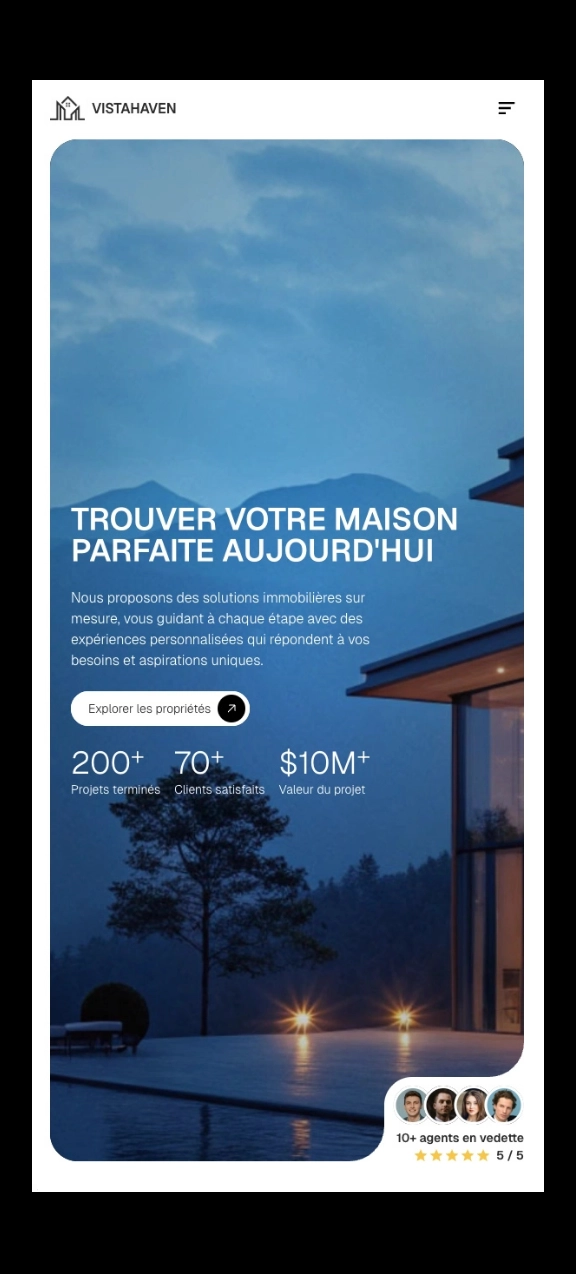 VISTAHAVEN
TROUVER VOTRE MAISON
PARFAITE AUJOURD'HUI
Nous proposons des solutions immobilières sur
mesure, vous guidant à chaque étape avec des
expériences personnalisées qui répondent à vos
besoins et aspirations uniques.
Explorer les propriétés
200+ 70+ $10M+
Projets terminés Clients satisfaits Valeur du projet
10+ agents en vedette
5 / 5